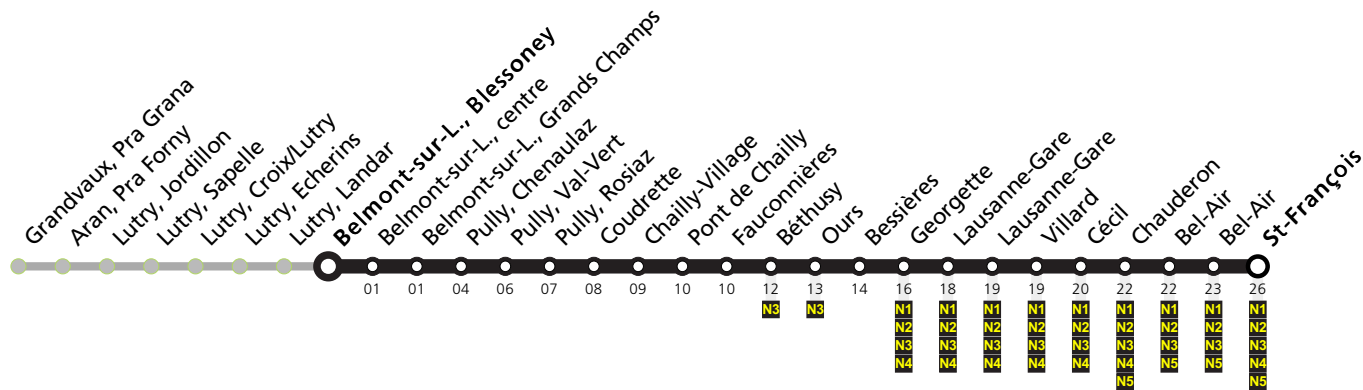 Grandvaux, Pra Grana
Aran, Pra Forny
Lutry, Jordillon
Lutry, Sapelle
Lutry, Croix/Lutry
Lutry, Echerins
Lutry, Landar
Belmont-sur-L., Blessoney
Belmont-sur-L., centre
Belmont-sur-L., Grands Champs
Pully, Chenaulaz
Pully, Val-Vert
Pully, Rosiaz
Coudrette
Chailly-Village
Pont de Chailly
Fauconnières
Béthusy
Ours
Bessières
Georgette
Lausanne-Gare
Lausanne-Gare
Villard
Cécil
Chauderon
Bel-Air
Bel-Air
St-François
01 01 04 06 07 08 09 10 10 12 13 14 16 18 19 19 20 22 22 23 26
N3 N3 N1 N1 N1 N1 N1 N1 N1 N1 N1
N2 N2 N2 N2 N2 N2 N2 N2 N2
N3 N3 N3 N3 N3 N3 N3 N3 N3
N4 N4 N4 N4 N4 N4 N5 N5 N4
N5 N5